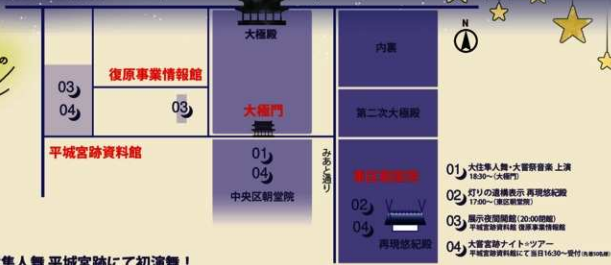 大極殿
N
内裏
の
復原事業情報館
03
04
03
大極門
第二次大極殿
平城宮跡資料館
01
04
中央区朝堂院
みあと通り
02
04
再現悠紀殿
01 大住隼人舞・大嘗祭音楽 上演
18:30～(大極門)
02 灯りの遺構表示 再現悠紀殿
17:00～(東区朝堂院)
03 展示夜間開館(20:00閉館)
平城宮跡資料館 復原事業情報館
04 大嘗宮跡ナイト☆ツアー
平城宮跡資料館にて当日16:30～受付
隼人舞 平城宮跡にて初演舞！